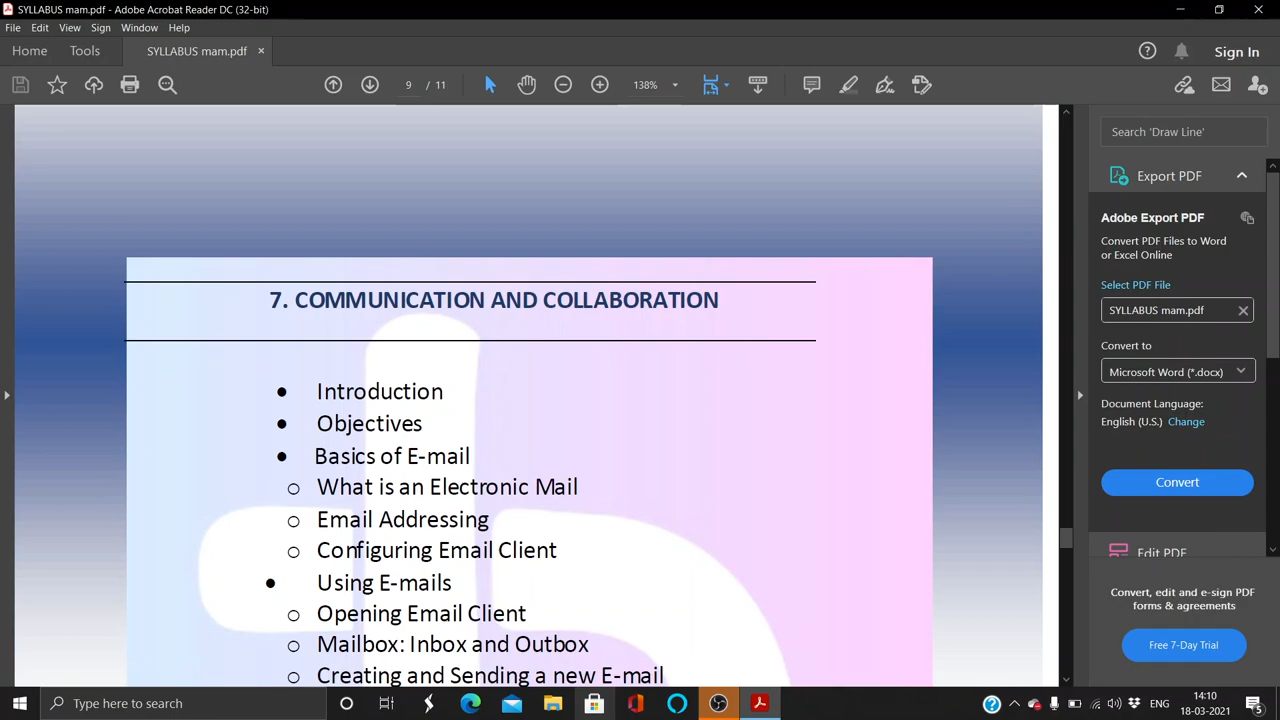 SYLLABUS mam.pdf - Adobe Acrobat Reader DC (32-bit)
File Edit View Sign Window Help
Home Tools SYLLABUS mam.pdf × Sign In
9 / 11 138%
Search 'Draw Line'
Export PDF
Adobe Export PDF
Convert PDF Files to Word
or Excel Online
Select PDF File
SYLLABUS mam.pdf
Convert to
Microsoft Word (*.docx)
Document Language:
English (U.S.) Change
Convert
Edit PDF
Convert, edit and e-sign PDF
forms & agreements
Free 7-Day Trial
7. COMMUNICATION AND COLLABORATION
• Introduction
• Objectives
• Basics of E-mail
o What is an Electronic Mail
o Email Addressing
o Configuring Email Client
• Using E-mails
o Opening Email Client
o Mailbox: Inbox and Outbox
o Creating and Sending a new E-mail
Type here to search
ENG
14:10
18-03-2021
5